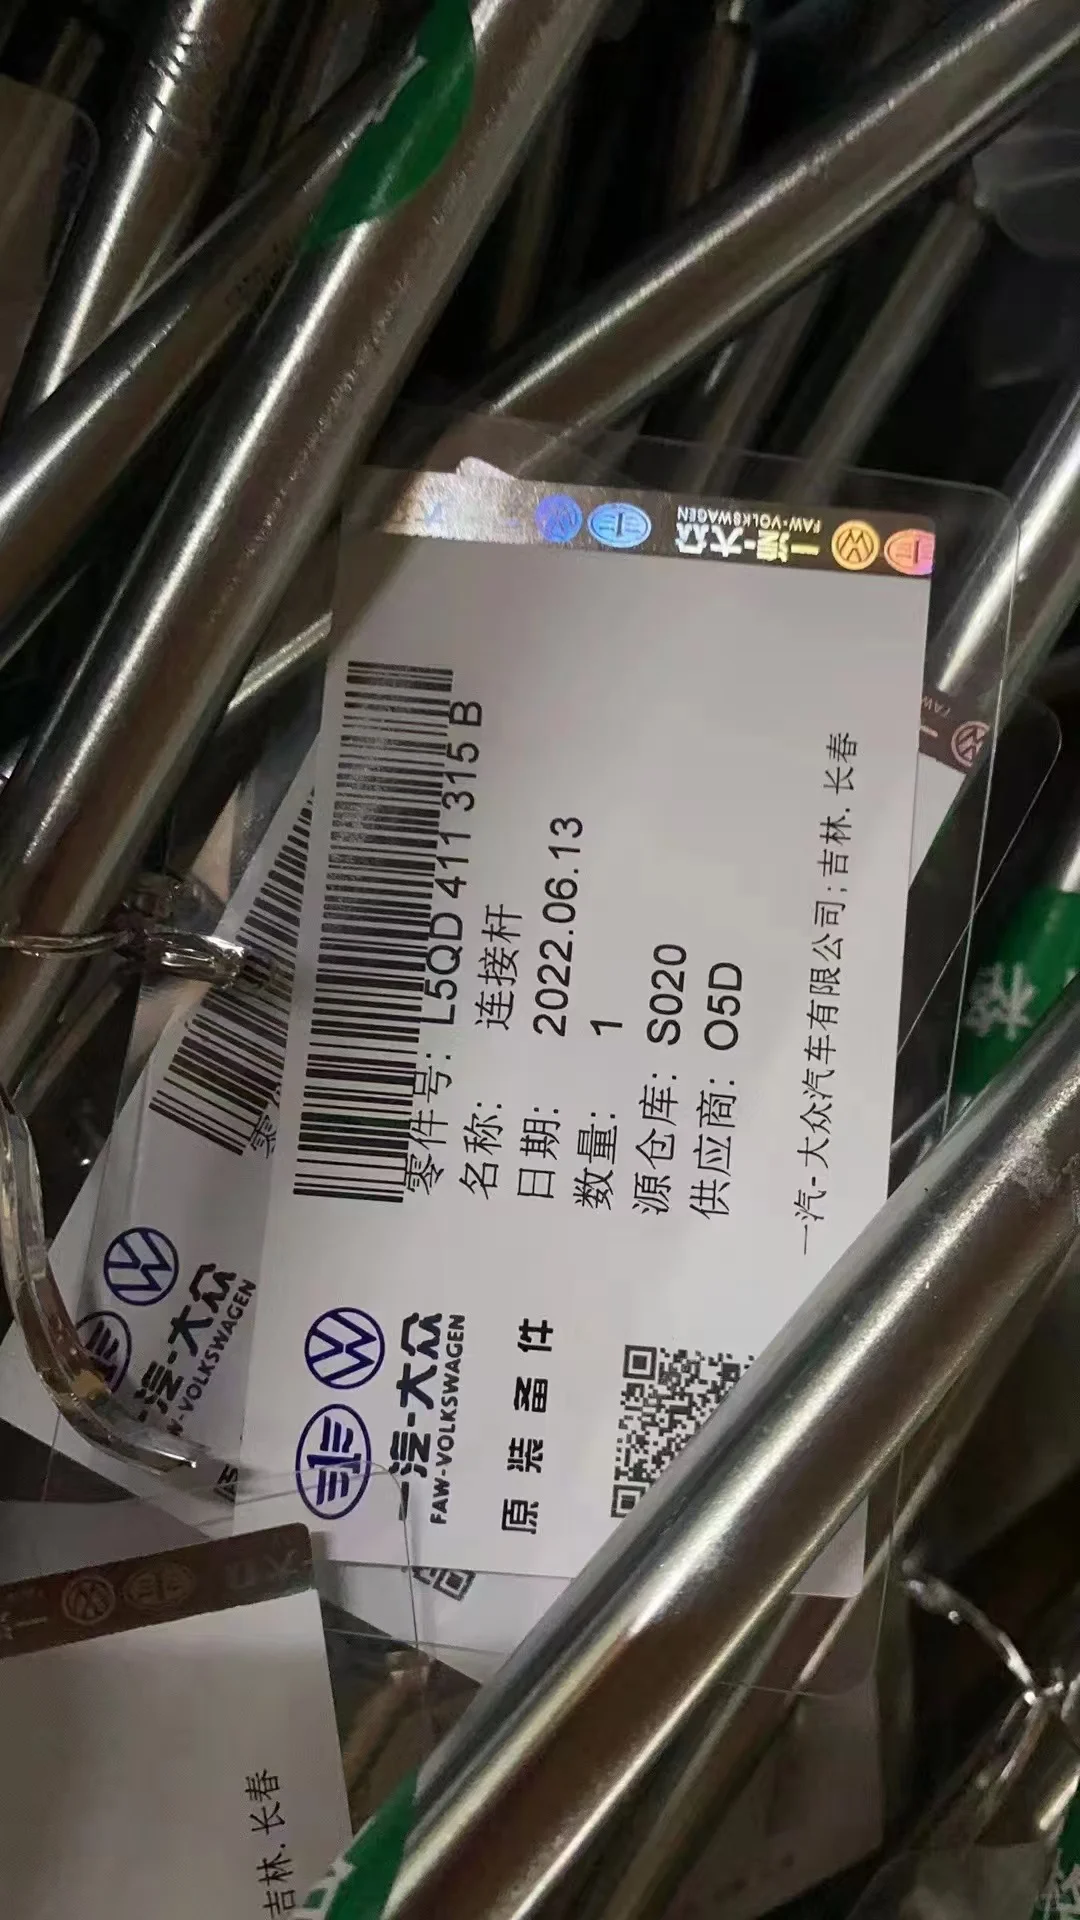 一汽-大众
FAW-VOLKSWAGEN
原装备件
零件号: L5QD 411 315 B
名称: 连接杆
日期: 2022.06.13
数量: 1
源仓库: S020
供应商: O5D
一汽-大众汽车有限公司;吉林.长春
一汽-大众
FAW-VOLKSWAGEN
一汽-大众
FAW-VOLKSWAGEN
零
吉林.长春